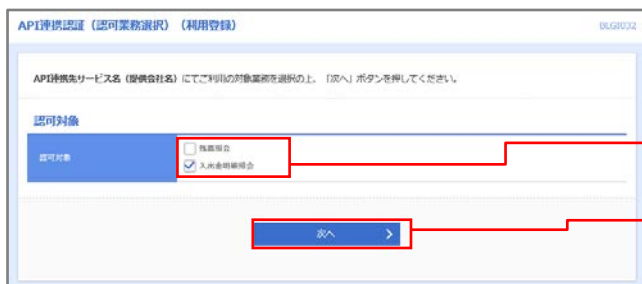 API連携認証（認可業務選択）（利用登録）
BLGI032
API連携先サービス名（提供会社名）にてご利用の対象業務を選択の上、「次へ」ボタンを押してください。
認可対象
認可対象
残高照会
入出金明細照会
次へ